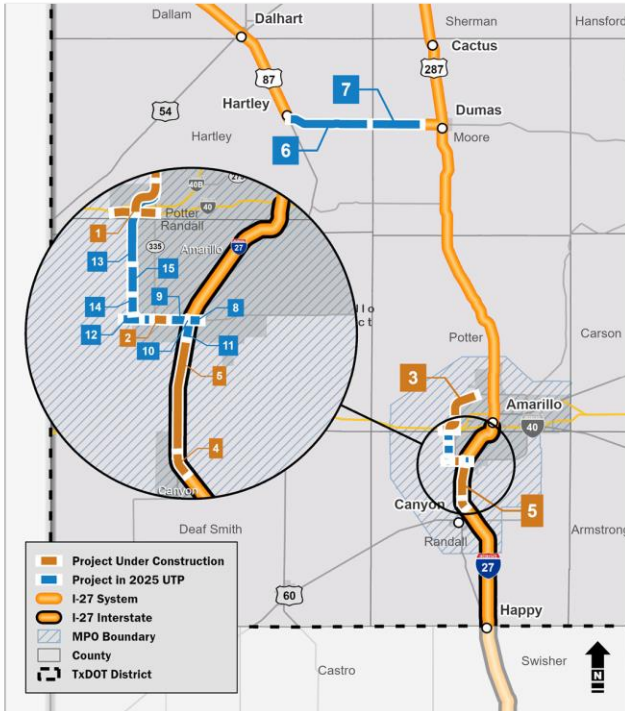 Dallam
Dalhart
Sherman
Hansford
Cactus
87
287
54
Hartley
7
Dumas
Moore
Hartley
6
40B
40
Potter
Randall
1
13
335
Amarillo
27
15
14
9
8
12
2
10
11
5
4
Canyon
Potter
Carson
3
Amarillo
40
5
Canyon
Randall
Armstrong
Deaf Smith
27
60
Happy
Castro
Swisher
Project Under Construction
Project in 2025 UTP
I-27 System
I-27 Interstate
MPO Boundary
County
TxDOT District
N